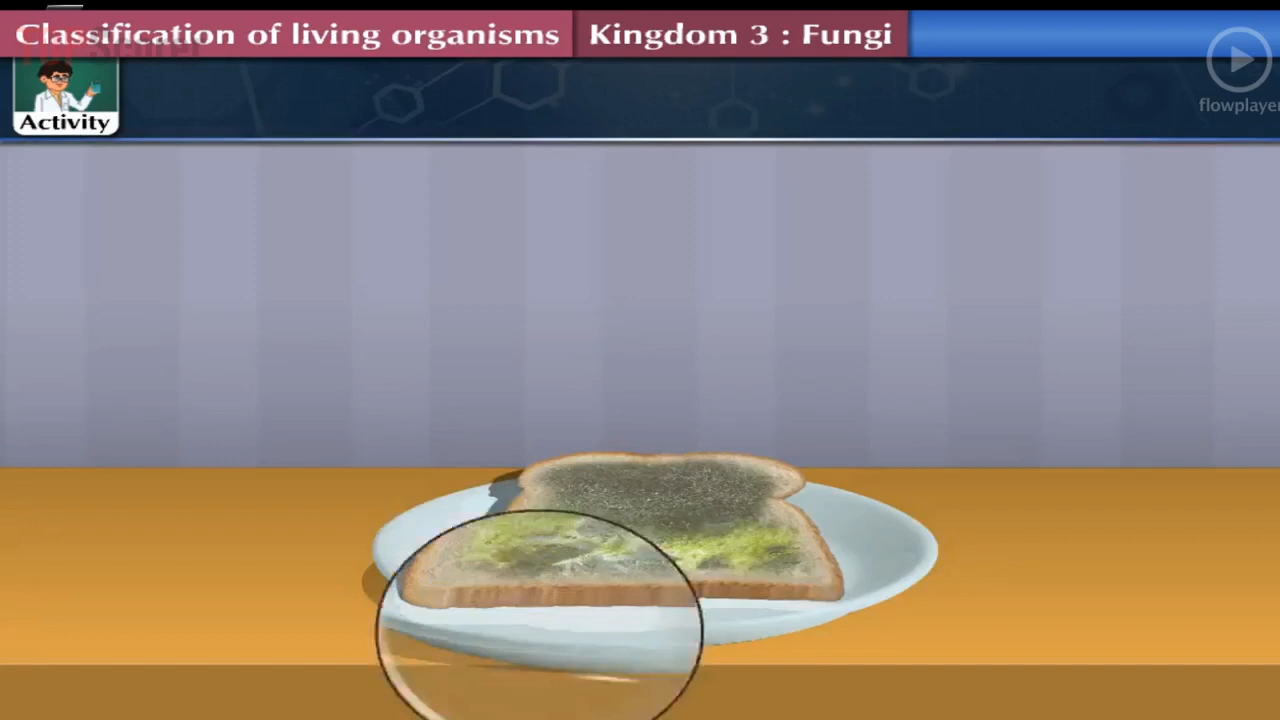 Classification of living organisms Kingdom 3 : Fungi
Activity
flowplayer